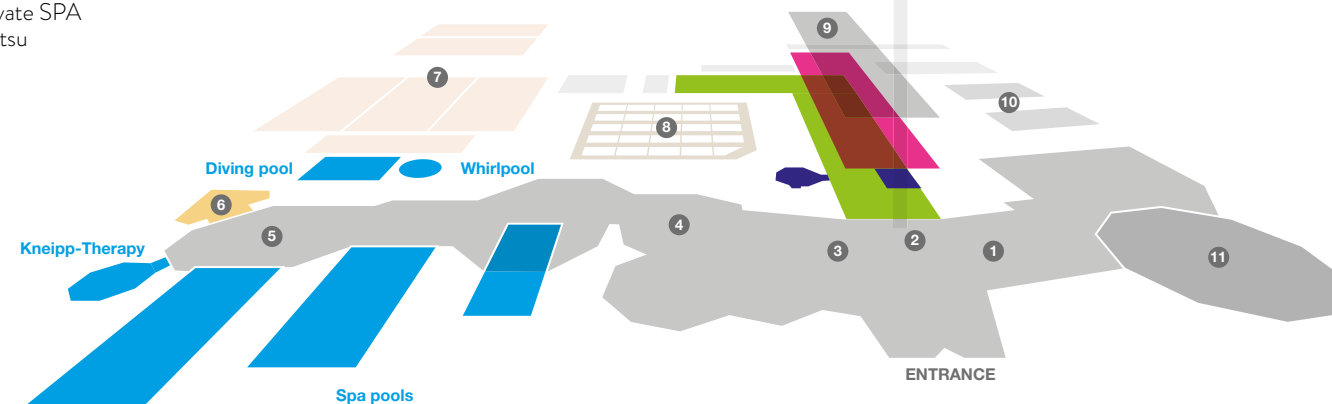 vate SPA
tsu
9
7
10
8
Diving pool
Whirlpool
6
4
5
2
Kneipp-Therapy
3
1
11
ENTRANCE
Spa pools